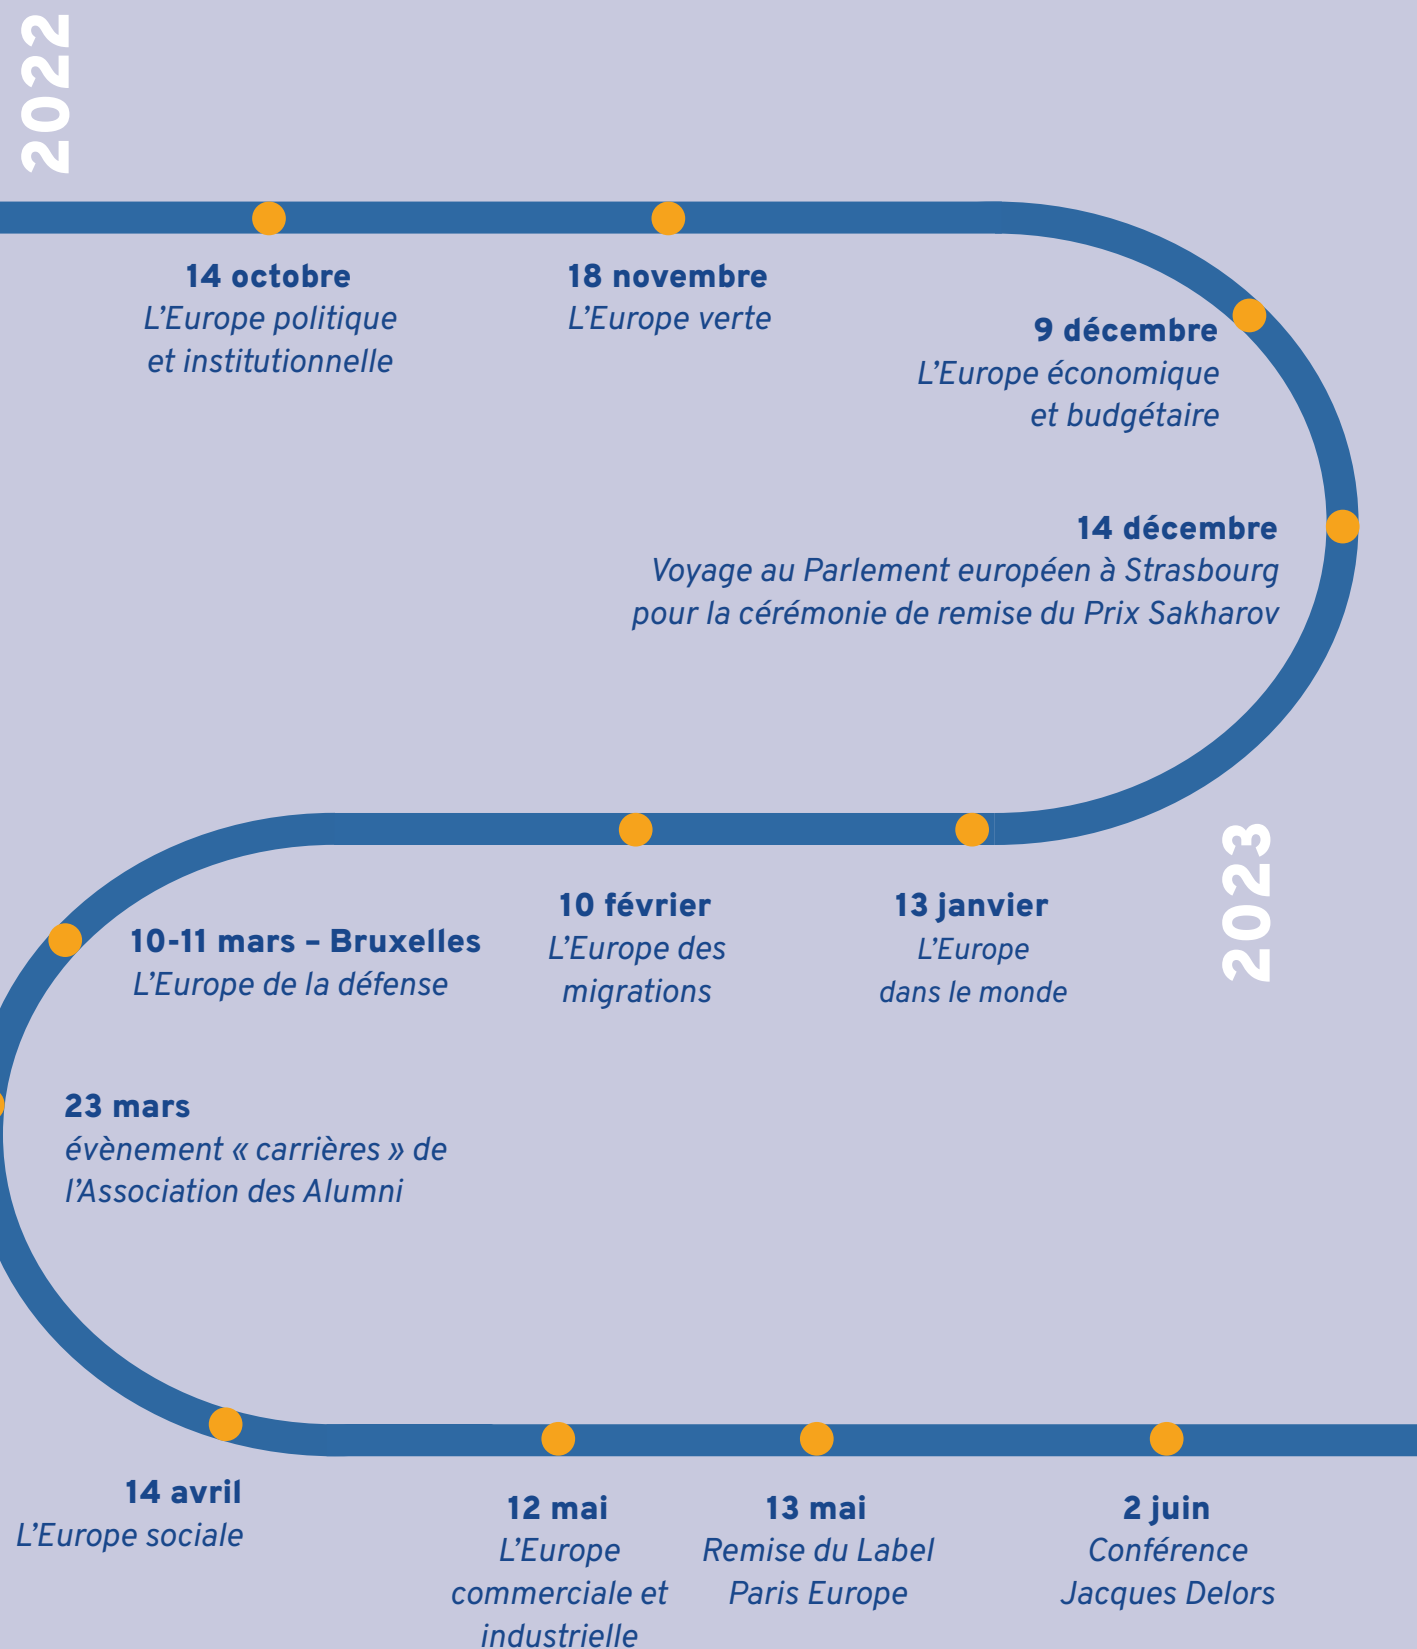 2022
14 octobre
L’Europe politique
et institutionnelle
18 novembre
L’Europe verte
9 décembre
L’Europe économique
et budgétaire
14 décembre
Voyage au Parlement européen à Strasbourg
pour la cérémonie de remise du Prix Sakharov
2023
13 janvier
L’Europe
dans le monde
10 février
L’Europe des
migrations
10-11 mars – Bruxelles
L’Europe de la défense
23 mars
évènement « carrières » de
l’Association des Alumni
14 avril
L’Europe sociale
12 mai
L’Europe
commerciale et
industrielle
13 mai
Remise du Label
Paris Europe
2 juin
Conférence
Jacques Delors